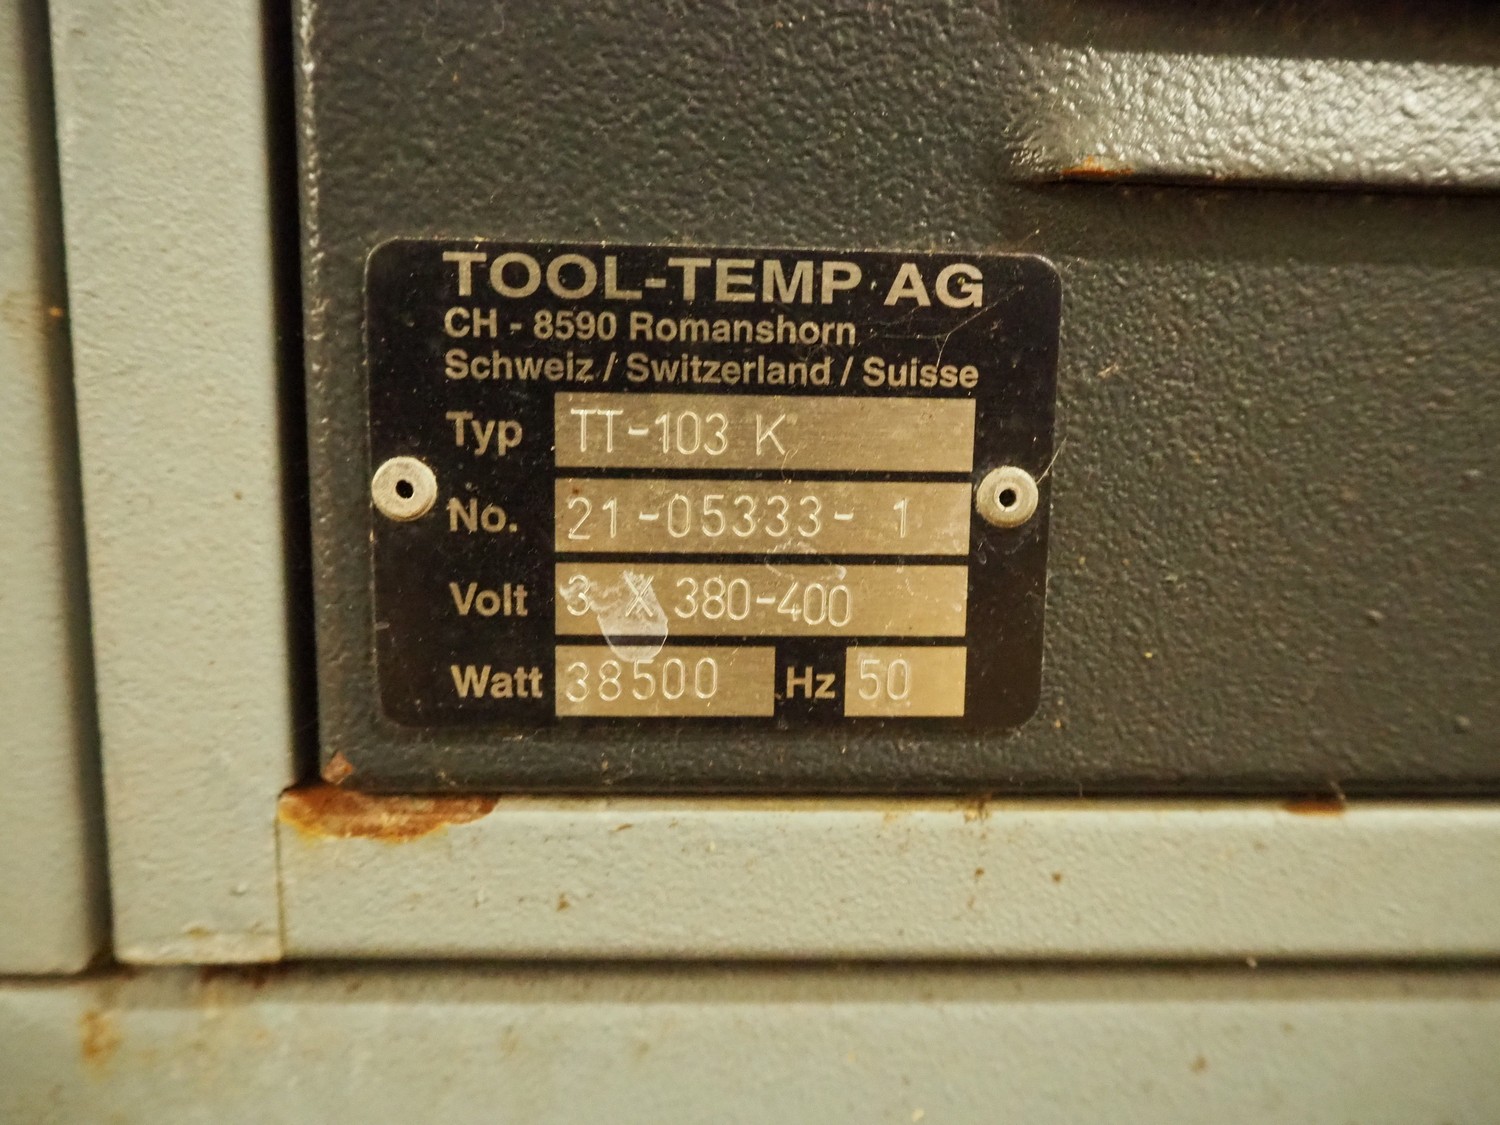 TOOL-TEMP AG
CH - 8590 Romanshorn
Schweiz / Switzerland / Suisse
Typ TT-103 K
No. 21-05333- 1
Volt 3 X 380-400
Watt 38500 Hz 50